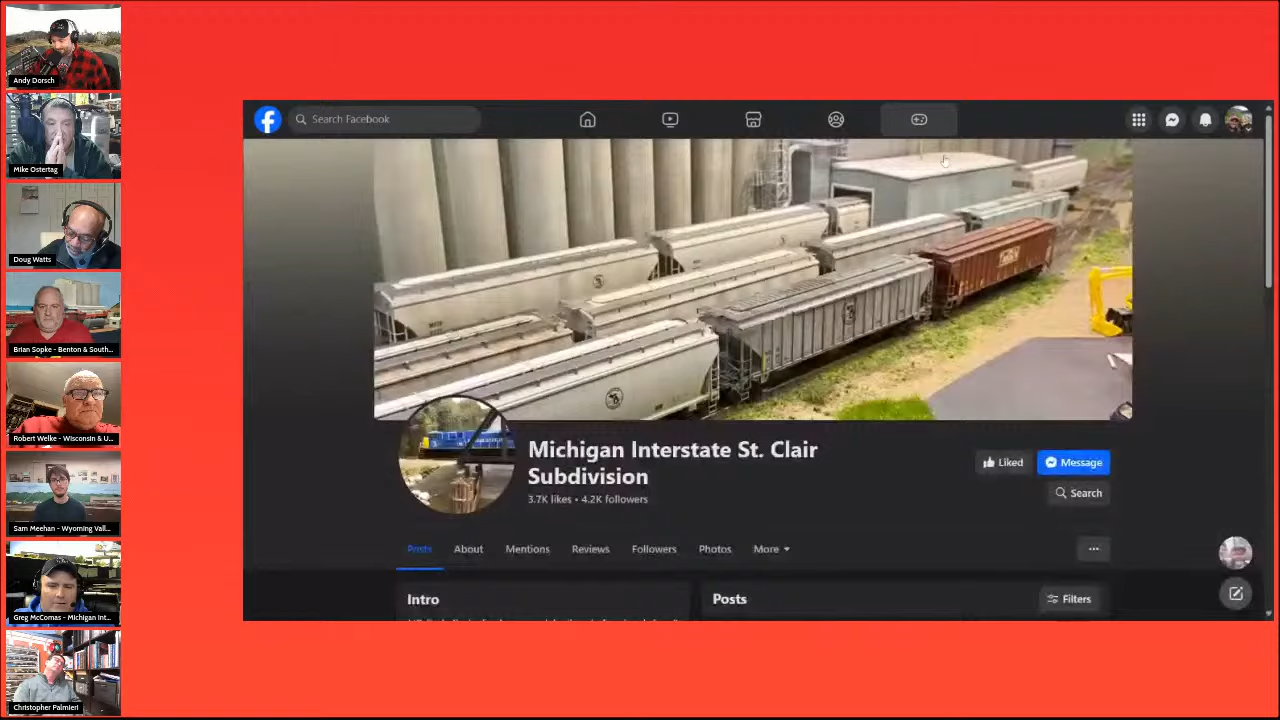 Andy Dorsch
Mike Ostertag
Doug Watts
Brian Sopke - Benton & South...
Robert Welke - Wisconsin & U...
Sam Meehan - Wyoming Vall...
Greg McComas - Michigan Int...
Christopher Palmieri
Search Facebook
Michigan Interstate St. Clair
Subdivision
3.7K likes • 4.2K followers
Liked
Message
Search
Posts About Mentions Reviews Followers Photos More
Intro
Posts
Filters